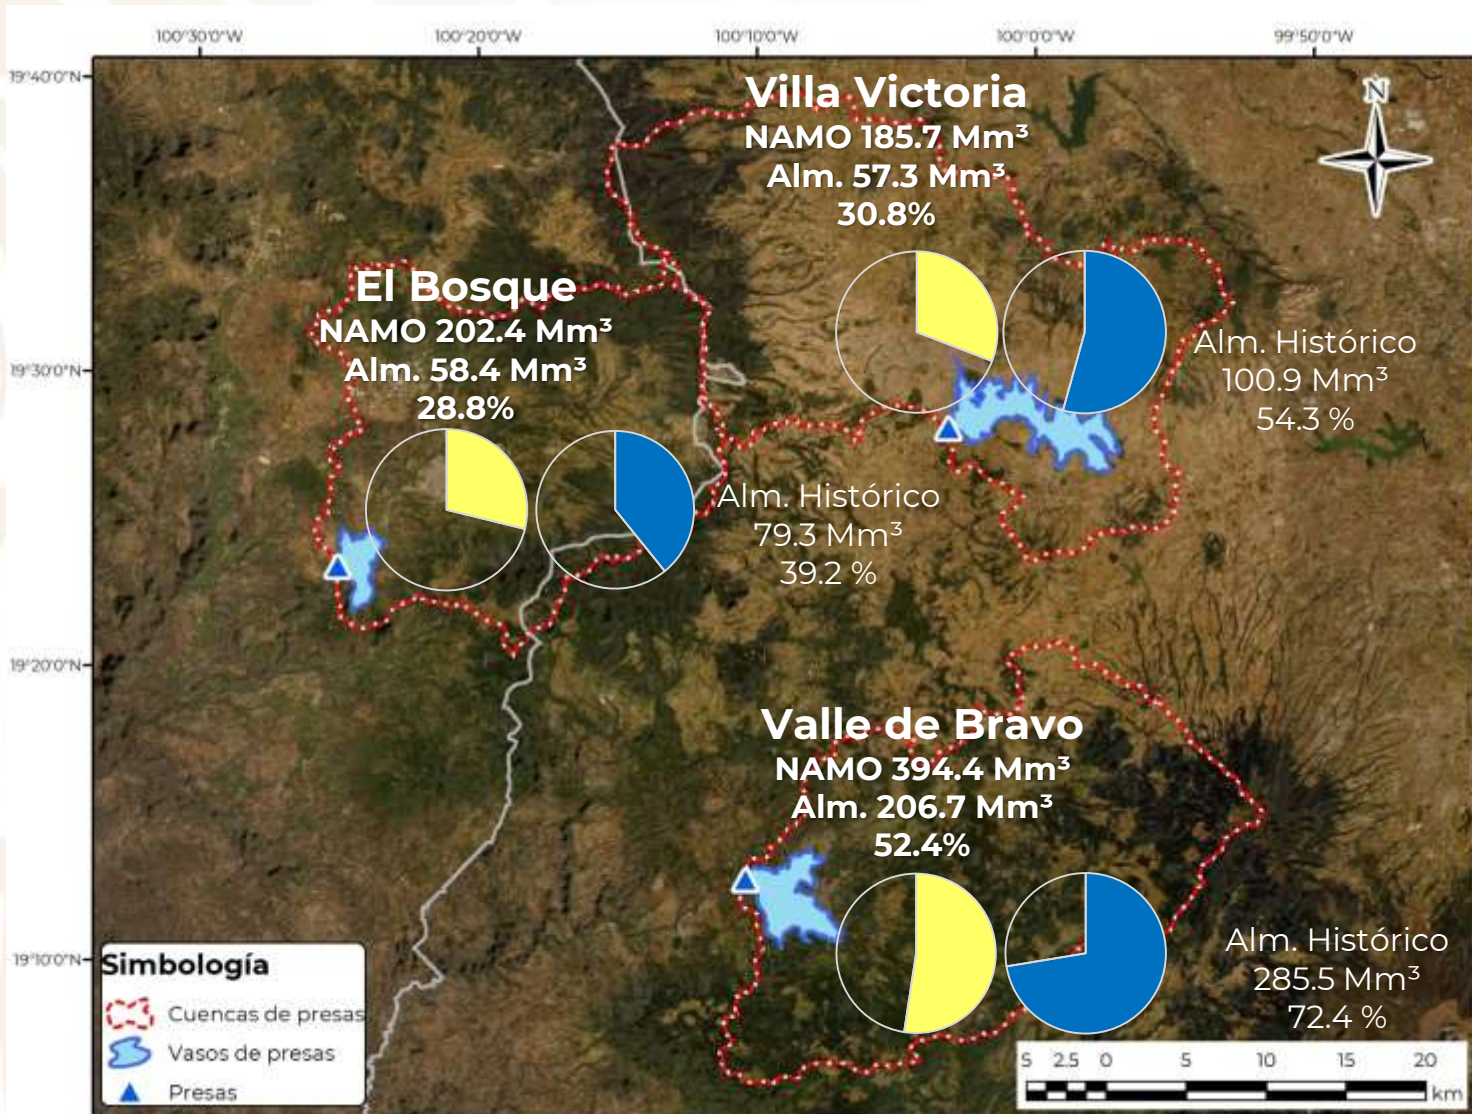 100°30'0"W
100°20'0"W
100°10'0"W
100°0'0"W
99°50'0"W
19°40'0"N
19°30'0"N
19°20'0"N
19°10'0"N
N
Villa Victoria
NAMO 185.7 Mm³
Alm. 57.3 Mm³
30.8%
Alm. Histórico
100.9 Mm³
54.3 %
El Bosque
NAMO 202.4 Mm³
Alm. 58.4 Mm³
28.8%
Alm. Histórico
79.3 Mm³
39.2 %
Valle de Bravo
NAMO 394.4 Mm³
Alm. 206.7 Mm³
52.4%
Alm. Histórico
285.5 Mm³
72.4 %
Simbología
Cuencas de presas
Vasos de presas
Presas
5 2.5 0 5 10 15 20
km